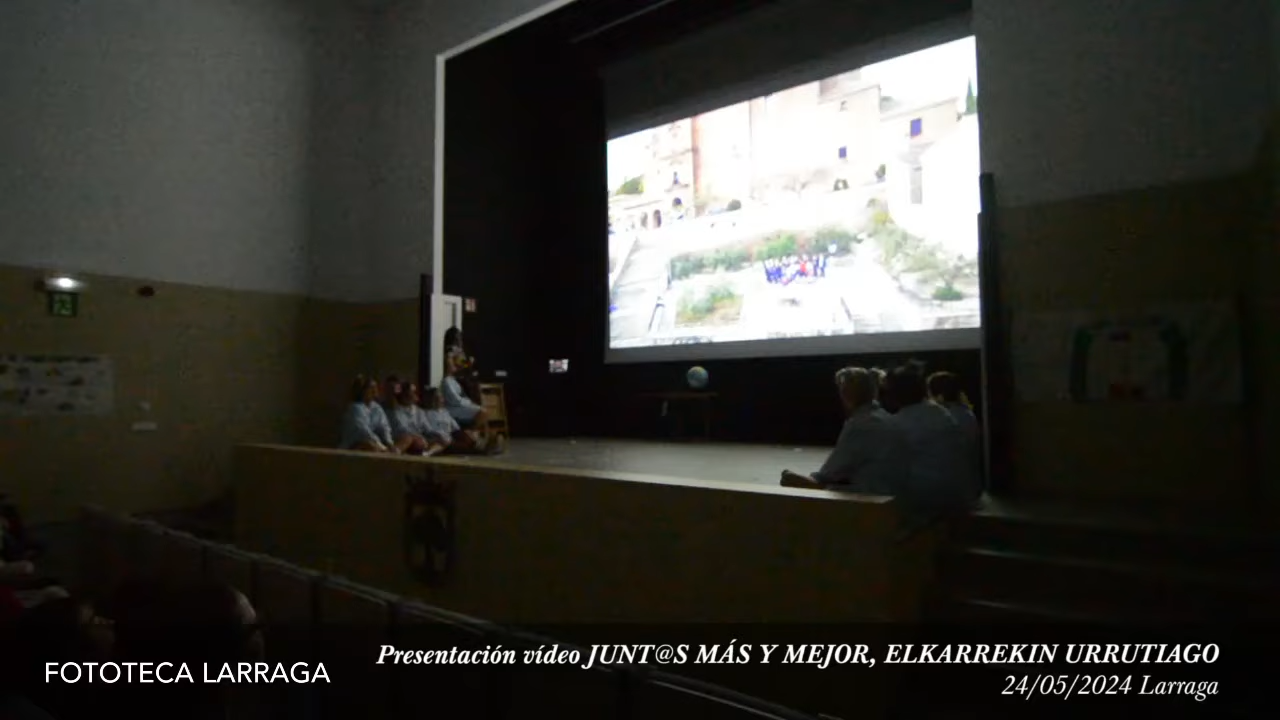 Presentación vídeo JUNT@S MÁS Y MEJOR, ELKARREKIN URRUTIAGO
FOTOTECA LARRAGA
24/05/2024 Larraga